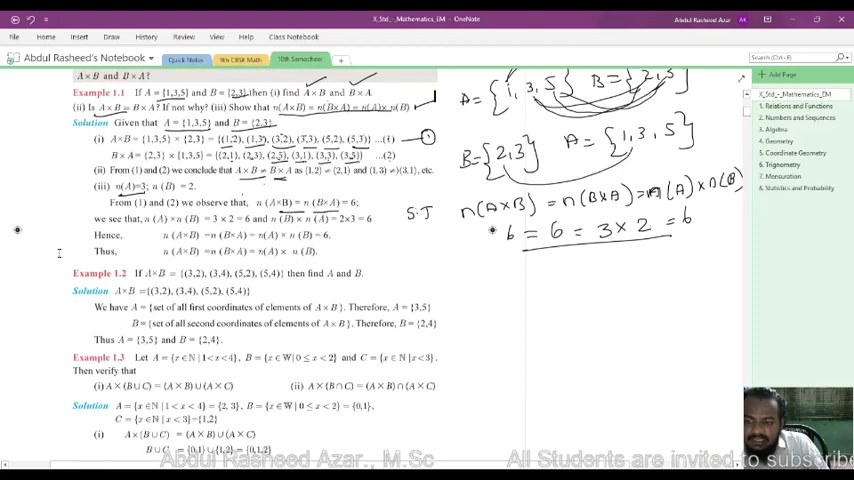 X_Std_-_Mathematics_EM - OneNote
Abdul Rasheed Azar
AK
File Home Insert Draw History Review View Help Class Notebook
Abdul Rasheed's Notebook
Quick Notes
9th CBSE Math
10th Samacheer
Search (Ctrl+E)
Add Page
X_Std_-_Mathematics_E
1. Relations and Functions
2. Numbers and Sequences
3. Algebra
4. Geometry
5. Coordinate Geometry
6. Trigonometry
7. Mensuration
8. Statistics and Probability
A×B and B×A?
Example 1.1 If A = {1,3,5} and B = {2,3} then (i) find A×B and B×A.
(ii) Is A×B = B×A? If not why? (iii) Show that n(A×B) = n(B×A) = n(A)×n(B)
Solution Given that A = {1,3,5} and B = {2,3}
(i) A×B = {1,3,5} × {2,3} = {(1,2), (1,3), (3,2), (3,3), (5,2), (5,3)} ...(1)
B×A = {2,3} × {1,3,5} = {(2,1), (2,3), (2,5), (3,1), (3,3), (3,5)} ...(2)
(ii) From (1) and (2) we conclude that A×B ≠ B×A as (1,2) ≠ (2,1) and (1,3) ≠ (3,1), etc.
(iii) n(A)=3; n (B) = 2.
From (1) and (2) we observe that, n (A×B) = n (B×A) = 6;
we see that, n (A) ×n (B) = 3 × 2 = 6 and n (B) × n (A) = 2×3 = 6
Hence, n (A×B) =n (B×A) = n(A) × n (B) = 6.
Thus, n (A×B) =n (B×A) = n(A) × n (B).
Example 1.2 If A×B = {(3,2), (3,4), (5,2), (5,4)} then find A and B.
Solution A×B ={(3,2), (3,4), (5,2), (5,4)}
We have A = {set of all first coordinates of elements of A×B}. Therefore, A = {3,5}
B = {set of all second coordinates of elements of A×B}. Therefore, B = {2,4}
Thus A = {3,5} and B = {2,4}.
Example 1.3 Let A = {x∈ℕ | 1<x<4}, B = {x∈𝕎 | 0 ≤ x < 2} and C = {x∈ℕ | x<3}.
Then verify that
(i) A×(B∪C) = (A×B)∪(A×C) (ii) A×(B∩C) = (A×B)∩(A×C)
Solution A = {x∈ℕ | 1 < x < 4} = {2, 3}, B = {x∈𝕎 | 0 ≤ x < 2} = {0,1},
C = {x∈ℕ | x < 3} = {1,2}
(i) A×(B∪C) = (A×B)∪(A×C)
B∪C = {0,1} ∪ {1,2} = {0,1,2}
A={1,3,5} B={2,3}
B={2,3} A={1,3,5}
S.T n(A×B) = n(B×A) = n(A)×n(B)
6 = 6 = 3×2 = 6
1
Abdul Rasheed Azar., M.Sc All Students are invited to subscribe